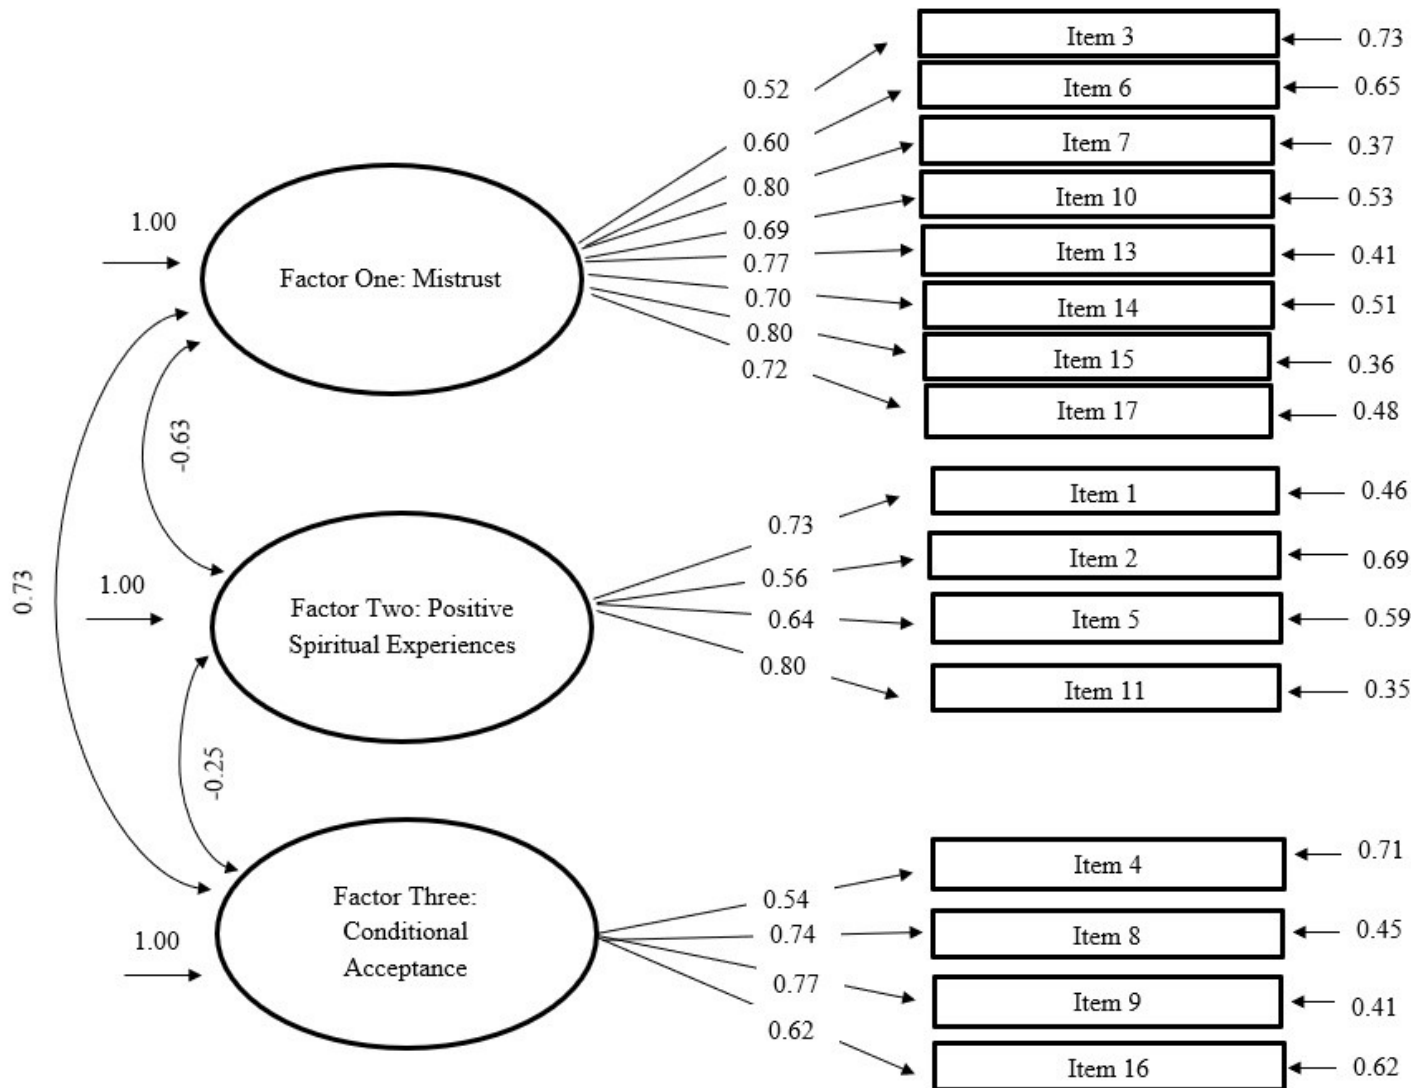 Item 3
0.73
0.52
Item 6
0.65
0.60
Item 7
0.37
0.80
Item 10
0.53
0.69
Item 13
0.41
0.77
Item 14
0.51
0.70
Item 15
0.36
0.80
Item 17
0.48
0.72
1.00
Factor One: Mistrust
-0.63
0.73
Item 1
0.46
0.73
Item 2
0.69
0.56
Item 5
0.59
0.64
Item 11
0.35
0.80
1.00
Factor Two: Positive
Spiritual Experiences
-0.25
Item 4
0.71
0.54
Item 8
0.45
0.74
Item 9
0.41
0.77
Item 16
0.62
0.62
1.00
Factor Three:
Conditional
Acceptance